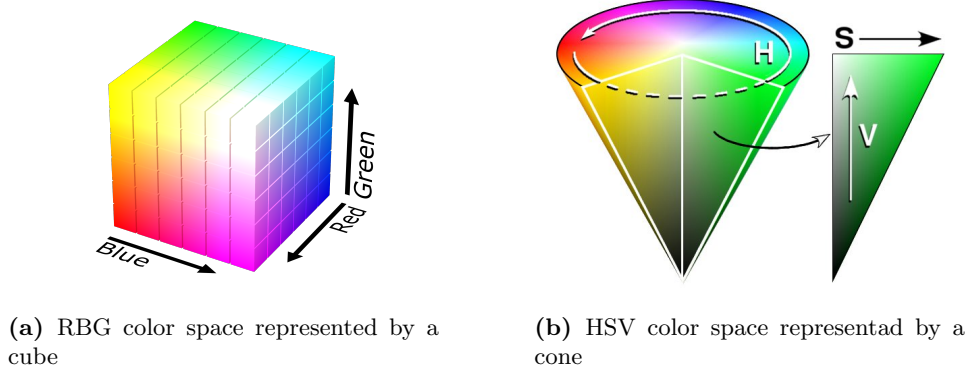 H
S
V
Green
Red
Blue
(a) RBG color space represented by a
cube
(b) HSV color space representad by a
cone